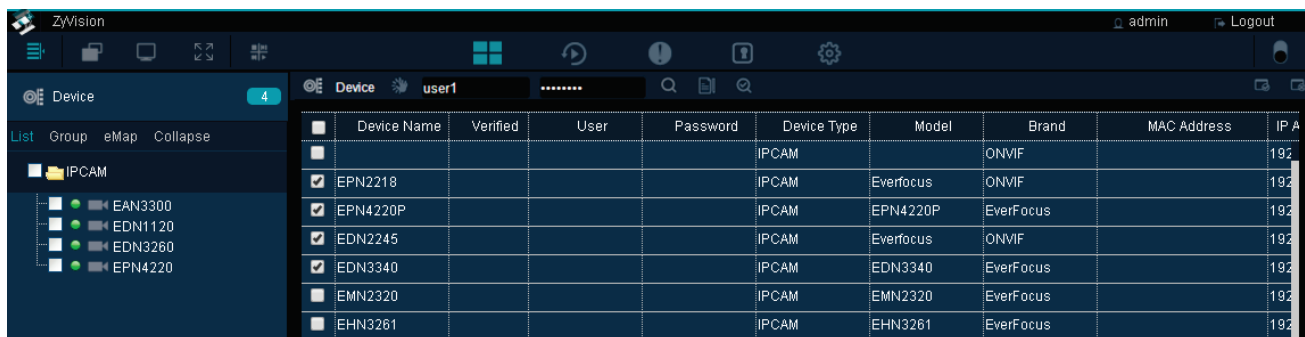 ZyVision admin Logout
Device 4 Device user1 ••••••••
List Group eMap Collapse
IPCAM
EAN3300
EDN1120
EDN3260
EPN4220
Device Name Verified User Password Device Type Model Brand MAC Address IP A
IPCAM ONVIF 192
EPN2218 IPCAM Everfocus ONVIF 192
EPN4220P IPCAM EPN4220P EverFocus 192
EDN2245 IPCAM Everfocus ONVIF 192
EDN3340 IPCAM EDN3340 EverFocus 192
EMN2320 IPCAM EMN2320 EverFocus 192
EHN3261 IPCAM EHN3261 EverFocus 192